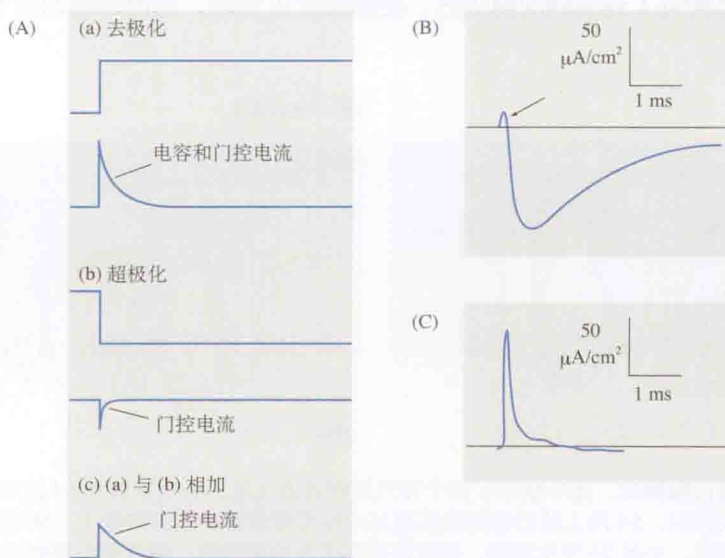 (A)
(a) 去极化
电容和门控电流
(b) 超极化
门控电流
(c) (a) 与 (b) 相加
门控电流
(B)
50
μA/cm²
1 ms
(C)
50
μA/cm²
1 ms